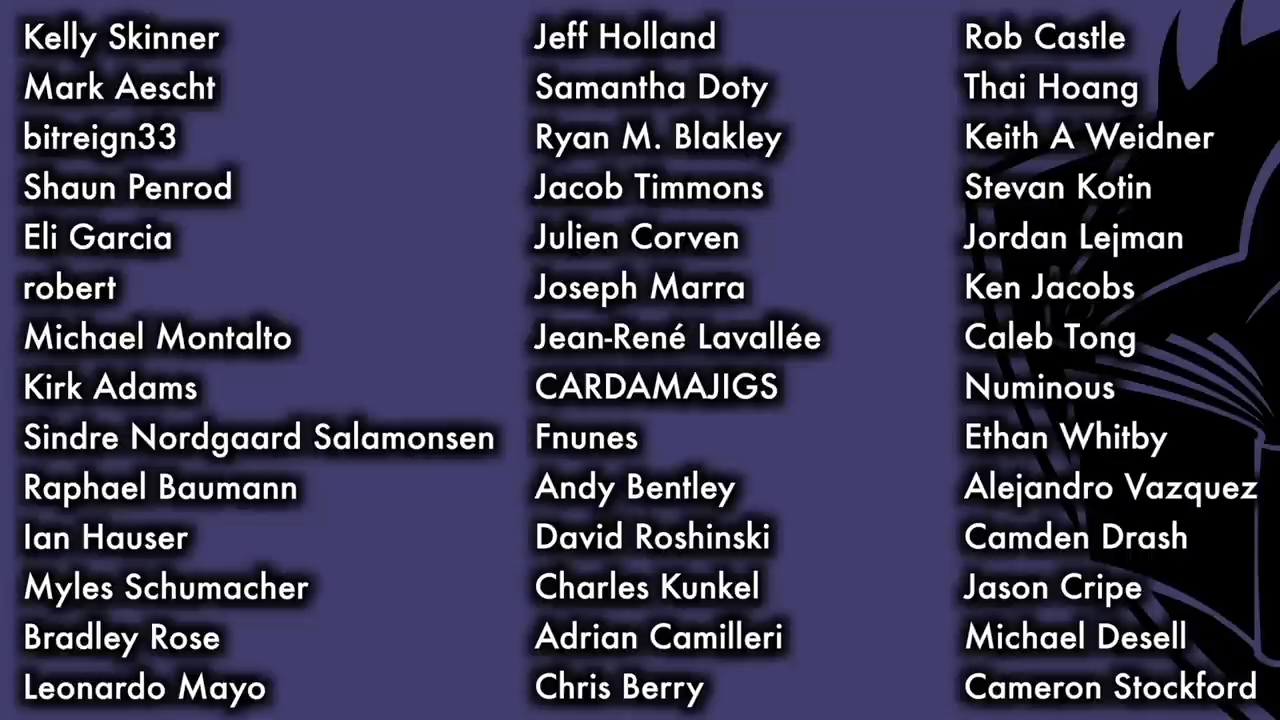 Kelly Skinner
Mark Aescht
bitreign33
Shaun Penrod
Eli Garcia
robert
Michael Montalto
Kirk Adams
Sindre Nordgaard Salamonsen
Raphael Baumann
Ian Hauser
Myles Schumacher
Bradley Rose
Leonardo Mayo
Jeff Holland
Samantha Doty
Ryan M. Blakley
Jacob Timmons
Julien Corven
Joseph Marra
Jean-René Lavallée
CARDAMAJIGS
Fnunes
Andy Bentley
David Roshinski
Charles Kunkel
Adrian Camilleri
Chris Berry
Rob Castle
Thai Hoang
Keith A Weidner
Stevan Kotin
Jordan Lejman
Ken Jacobs
Caleb Tong
Numinous
Ethan Whitby
Alejandro Vazquez
Camden Drash
Jason Cripe
Michael Desell
Cameron Stockford